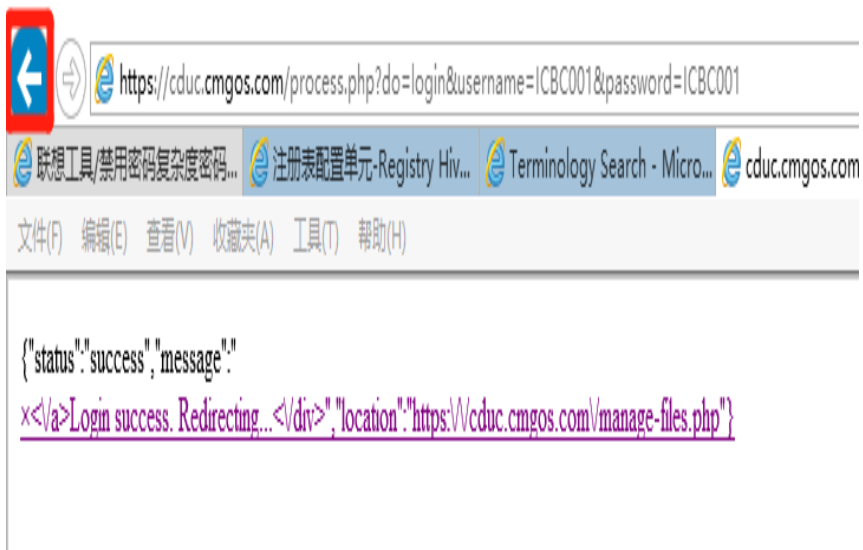 https://cduc.cmgos.com/process.php?do=login&username=ICBC001&password=ICBC001
联想工具/禁用密码复杂度密码... 注册表配置单元-Registry Hiv... Terminology Search - Micro... cduc.cmgos.com
文件(F) 编辑(E) 查看(V) 收藏夹(A) 工具(T) 帮助(H)
{"status":"success","message":"
×<\/a>Login success. Redirecting...<\/div>","location":"https:\/\/cduc.cmgos.com\/manage-files.php"}